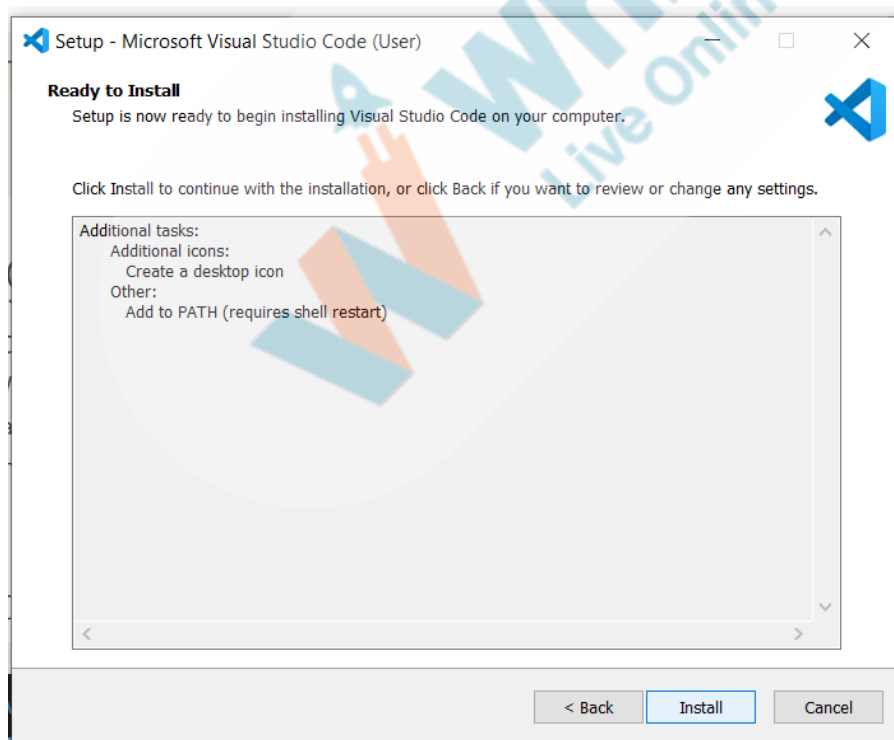 Setup - Microsoft Visual Studio Code (User)
Ready to Install
Setup is now ready to begin installing Visual Studio Code on your computer.
Click Install to continue with the installation, or click Back if you want to review or change any settings.
Additional tasks:
Additional icons:
Create a desktop icon
Other:
Add to PATH (requires shell restart)
< Back
Install
Cancel
Live Onlin